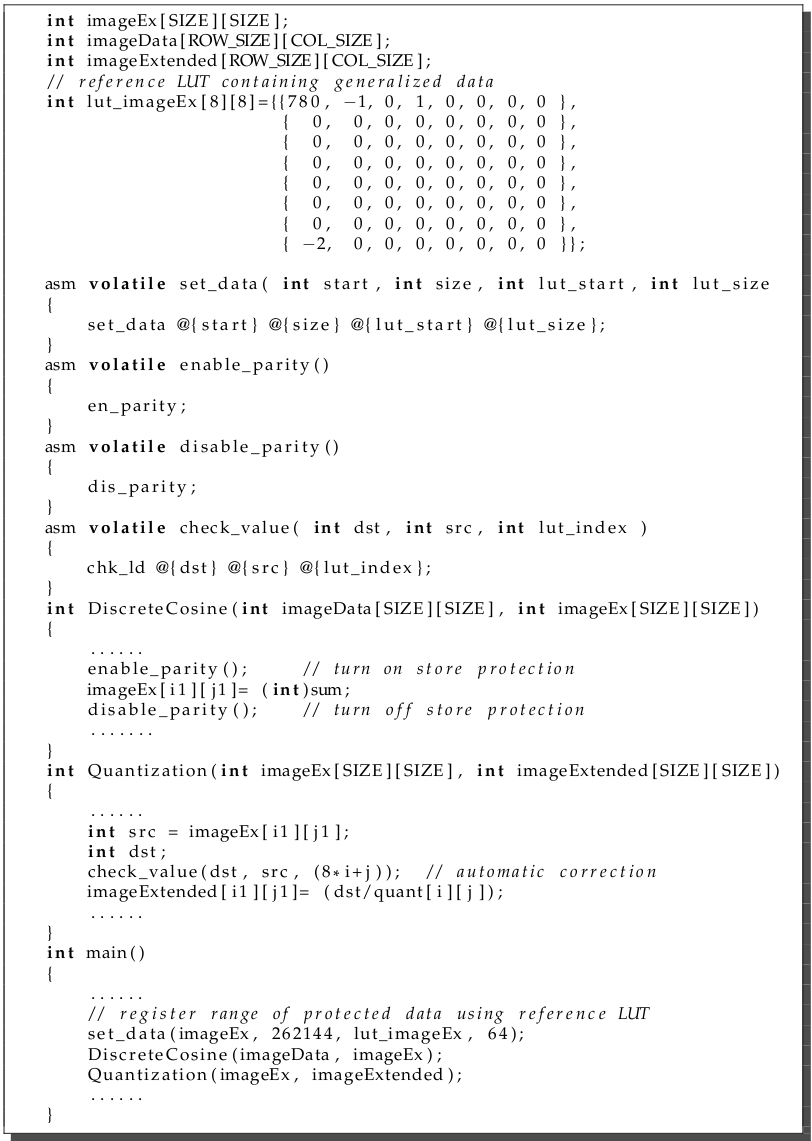 int imageEx[SIZE][SIZE];
int imageData[ROW_SIZE][COL_SIZE];
int imageExtended[ROW_SIZE][COL_SIZE];
// reference LUT containing generalized data
int lut_imageEx[8][8]={{780, −1, 0, 1, 0, 0, 0, 0 },
{ 0, 0, 0, 0, 0, 0, 0, 0 },
{ 0, 0, 0, 0, 0, 0, 0, 0 },
{ 0, 0, 0, 0, 0, 0, 0, 0 },
{ 0, 0, 0, 0, 0, 0, 0, 0 },
{ 0, 0, 0, 0, 0, 0, 0, 0 },
{ 0, 0, 0, 0, 0, 0, 0, 0 },
{ −2, 0, 0, 0, 0, 0, 0, 0 }};
asm volatile set_data( int start, int size, int lut_start, int lut_size
{
set_data @{start} @{size} @{lut_start} @{lut_size};
}
asm volatile enable_parity()
{
en_parity;
}
asm volatile disable_parity()
{
dis_parity;
}
asm volatile check_value( int dst, int src, int lut_index )
{
chk_ld @{dst} @{src} @{lut_index};
}
int DiscreteCosine(int imageData[SIZE][SIZE], int imageEx[SIZE][SIZE])
{
......
enable_parity(); // turn on store protection
imageEx[i1][j1]= (int)sum;
disable_parity(); // turn off store protection
.......
}
int Quantization(int imageEx[SIZE][SIZE], int imageExtended[SIZE][SIZE])
{
......
int src = imageEx[i1][j1];
int dst;
check_value(dst, src, (8*i+j)); // automatic correction
imageExtended[i1][j1]= (dst/quant[i][j]);
......
}
int main()
{
......
// register range of protected data using reference LUT
set_data(imageEx, 262144, lut_imageEx, 64);
DiscreteCosine(imageData, imageEx);
Quantization(imageEx, imageExtended);
......
}